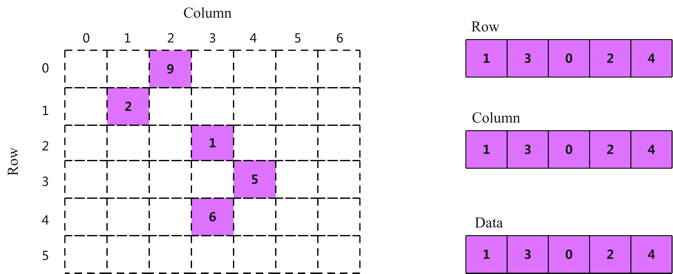 Column
0 1 2 3 4 5 6
Row
0 9
1 2
2 1
3 5
4 6
5
Row
1 3 0 2 4
Column
1 3 0 2 4
Data
1 3 0 2 4